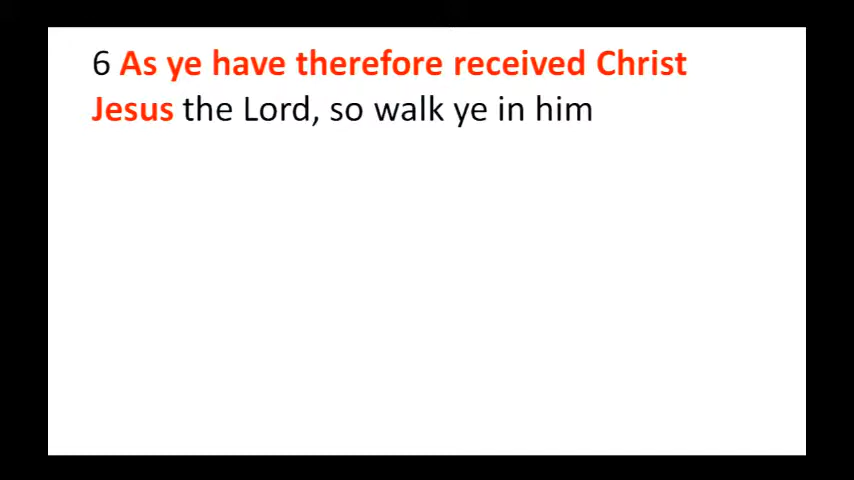 6 As ye have therefore received Christ
Jesus the Lord, so walk ye in him